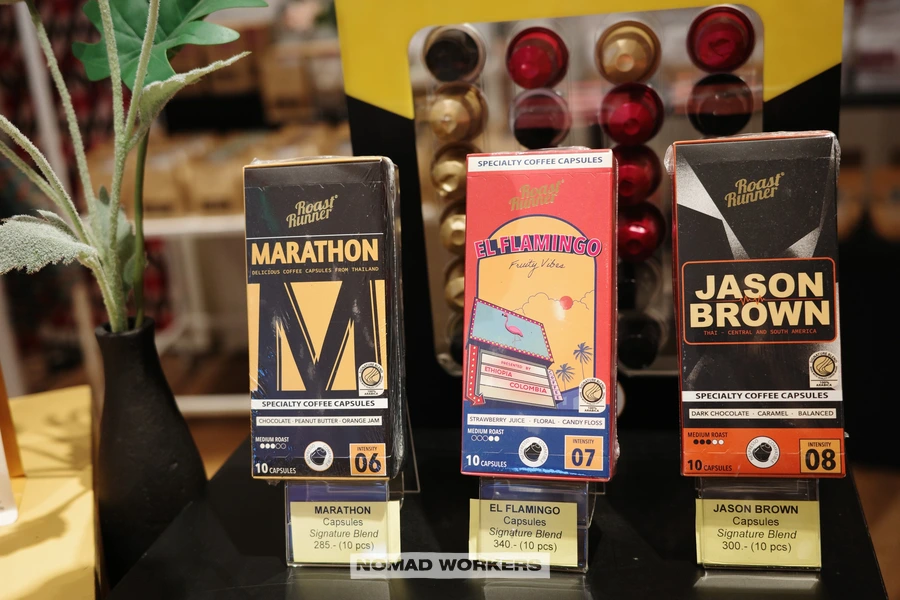 Roast
Runner
MARATHON
DELICIOUS COFFEE CAPSULES FROM THAILAND
M
SPECIALTY COFFEE CAPSULES
CHOCOLATE · PEANUT BUTTER · ORANGE JAM
MEDIUM ROAST
INTENSITY
06
10 CAPSULES
SPECIALTY COFFEE CAPSULES
Roast
Runner
EL FLAMINGO
Fruity Vibes
PRESENTED BY
ETHIOPIA
COLOMBIA
STRAWBERRY JUICE · FLORAL · CANDY FLOSS
MEDIUM ROAST
INTENSITY
07
10 CAPSULES
Roast
Runner
JASON
BROWN
THAI · CENTRAL AND SOUTH AMERICA
SPECIALTY COFFEE CAPSULES
DARK CHOCOLATE · CARAMEL · BALANCED
MEDIUM ROAST
INTENSITY
08
10 CAPSULES
MARATHON
Capsules
Signature Blend
285.- (10 pcs)
EL FLAMINGO
Capsules
Signature Blend
340.- (10 pcs)
JASON BROWN
Capsules
Signature Blend
300.- (10 pcs)
NOMAD WORKERS